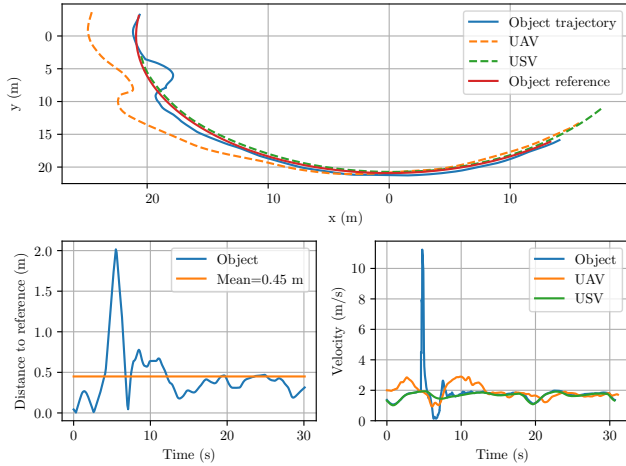 0
5
10
15
20
y (m)
Object trajectory
UAV
USV
Object reference
20
10
0
10
x (m)
2.0
1.5
1.0
0.5
0.0
Distance to reference (m)
Object
Mean=0.45 m
0
10
20
30
Time (s)
10
8
6
4
2
0
Velocity (m/s)
Object
UAV
USV
0
10
20
30
Time (s)